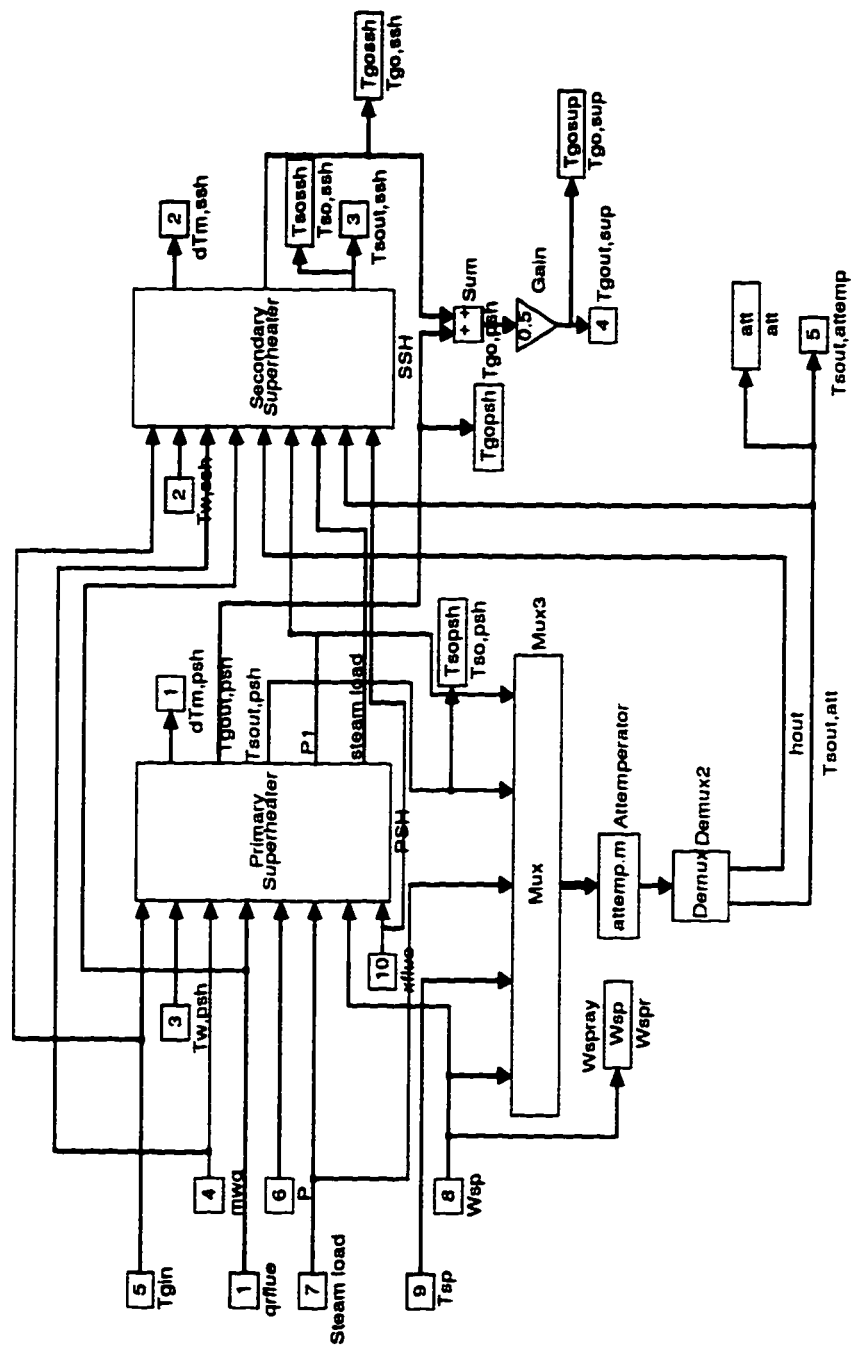 5
Tgin
1
qrflue
7
Steam load
9
Tsp
4
mwg
6
P
8
Wsp
3
Tw,psh
10
xflue
Wspray
Wsp
Wspr
Primary
Superheater
PSH
1
dTm,psh
Tgout,psh
Tsout,psh
P1
steam load
Tsopsh
Tso,psh
Mux
Mux3
attemp.m
Attemperator
Demux
Demux2
hout
Tsout,att
2
Tw,ssh
Secondary
Superheater
SSH
2
dTm,ssh
Tsossh
Tso,ssh
3
Tsout,ssh
Tgossh
Tgo,ssh
Tgopsh
Tgo,psh
+ +
Sum
0.5
Gain
4
Tgout,sup
Tgosup
Tgo,sup
att
att
5
Tsout,attemp